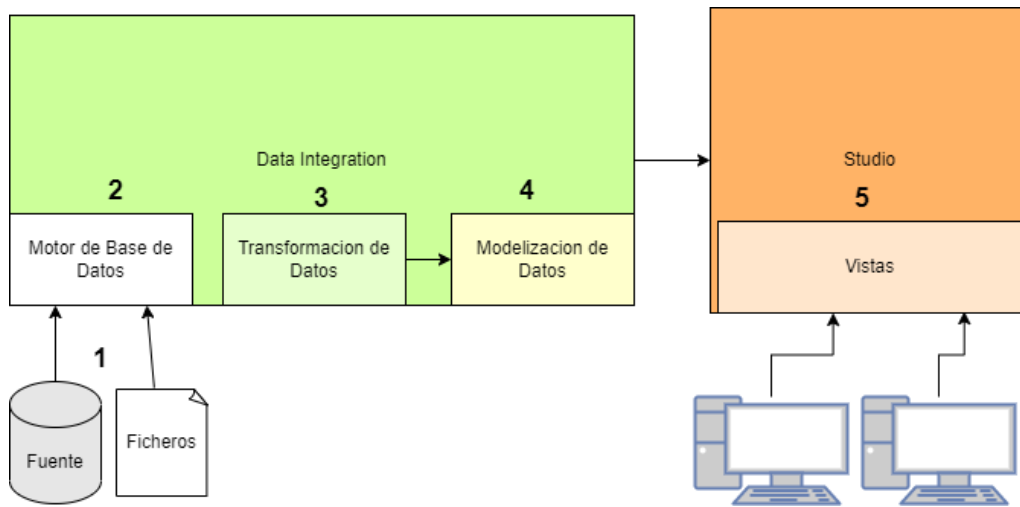 Data Integration
Studio
2
3
4
5
Motor de Base de
Datos
Transformacion de
Datos
Modelizacion de
Datos
Vistas
1
Fuente
Ficheros